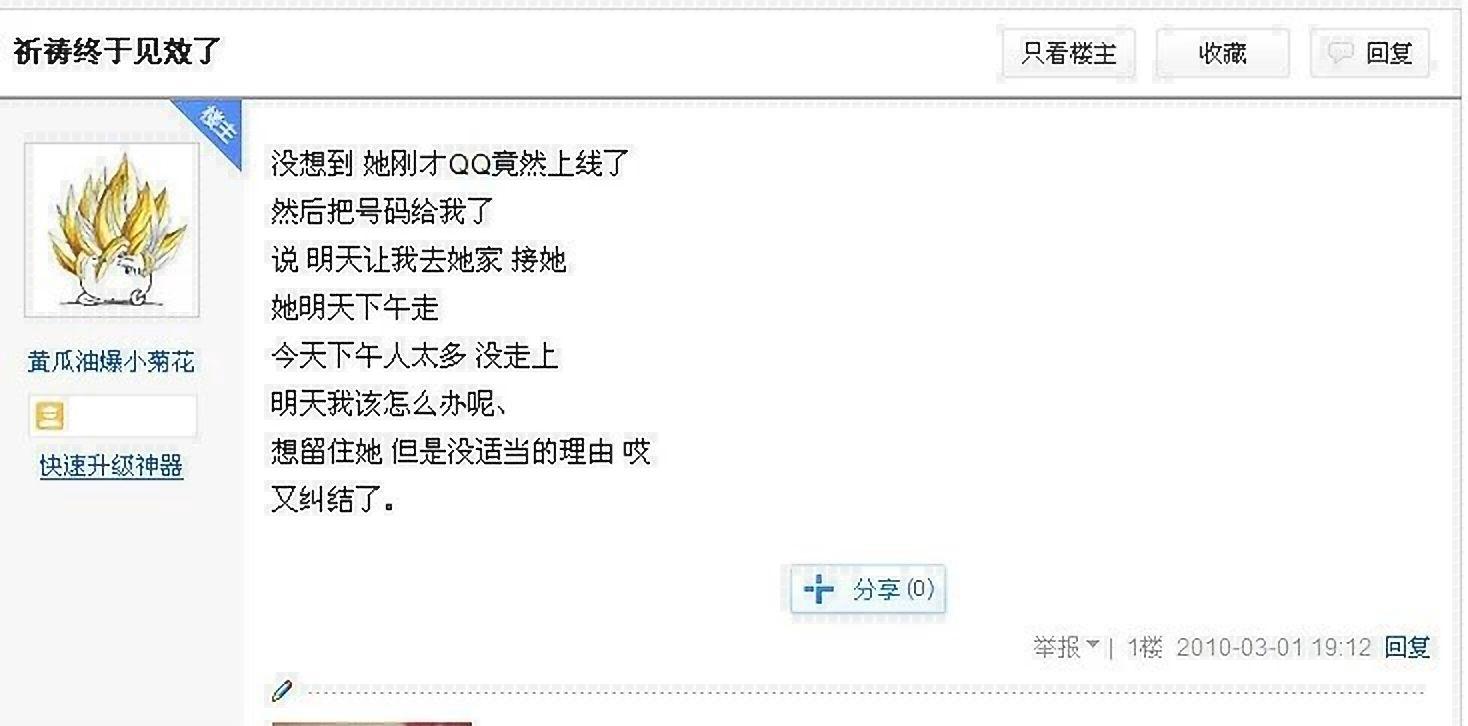 祈祷终于见效了
只看楼主
收藏
回复
楼主
没想到 她刚才QQ竟然上线了
然后把号码给我了
说 明天让我去她家 接她
她明天下午走
今天下午人太多 没走上
明天我该怎么办呢、
想留住她 但是没适当的理由 哎
又纠结了。
黄瓜油爆小菊花
快速升级神器
分享(0)
举报 | 1楼 2010-03-01 19:12 回复